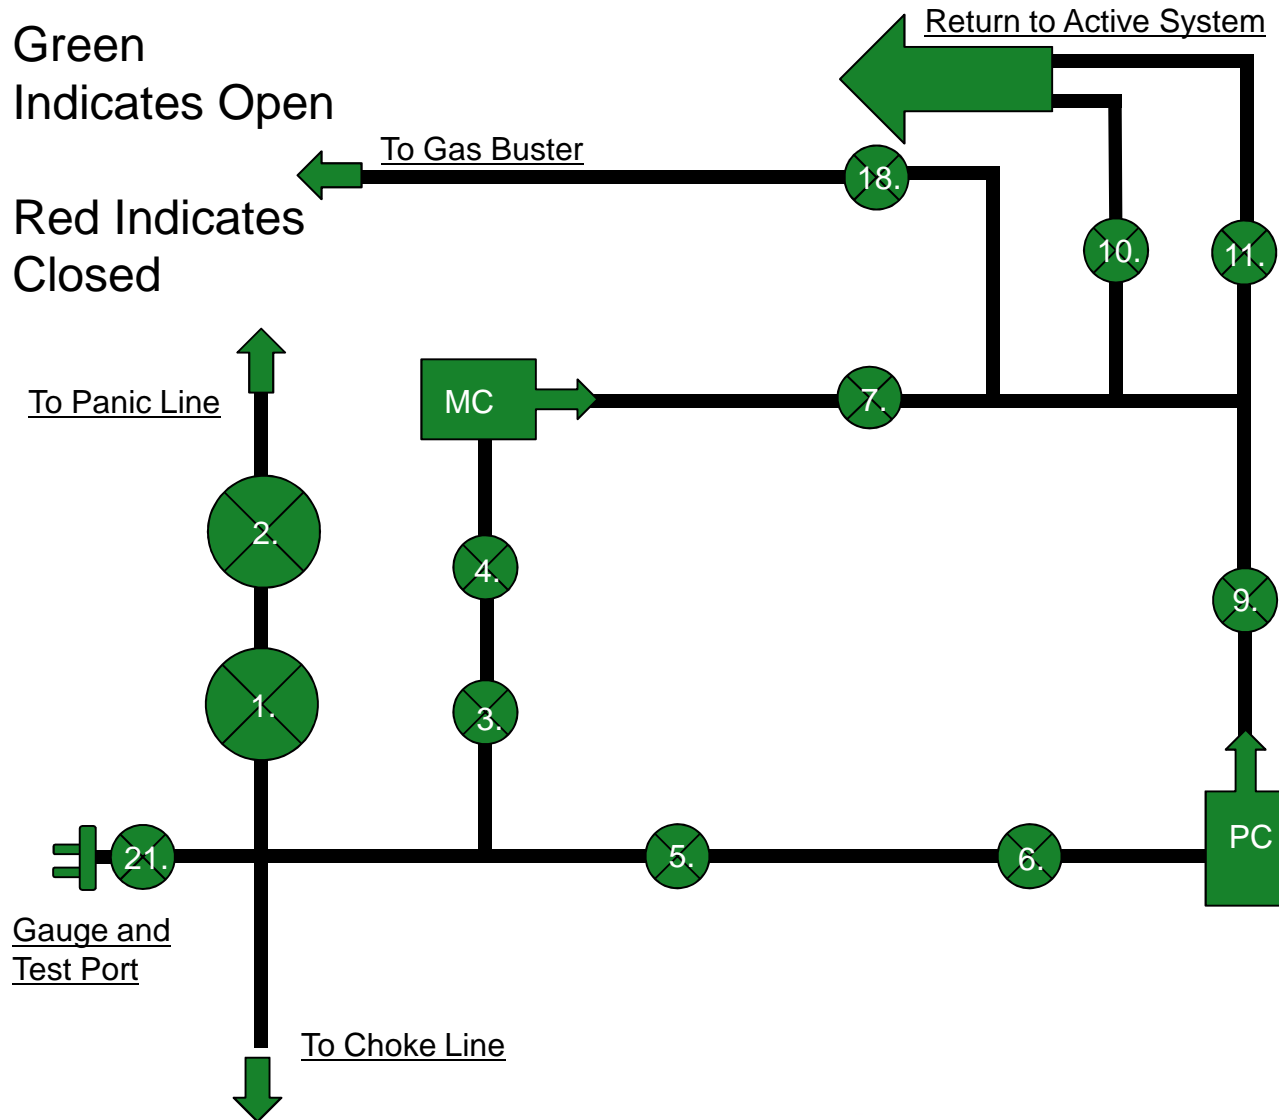 Green
Indicates Open
Red Indicates
Closed
Return to Active System
To Gas Buster
18.
10.
11.
To Panic Line
MC
7.
2.
4.
9.
1.
3.
21.
5.
6.
PC
Gauge and
Test Port
To Choke Line